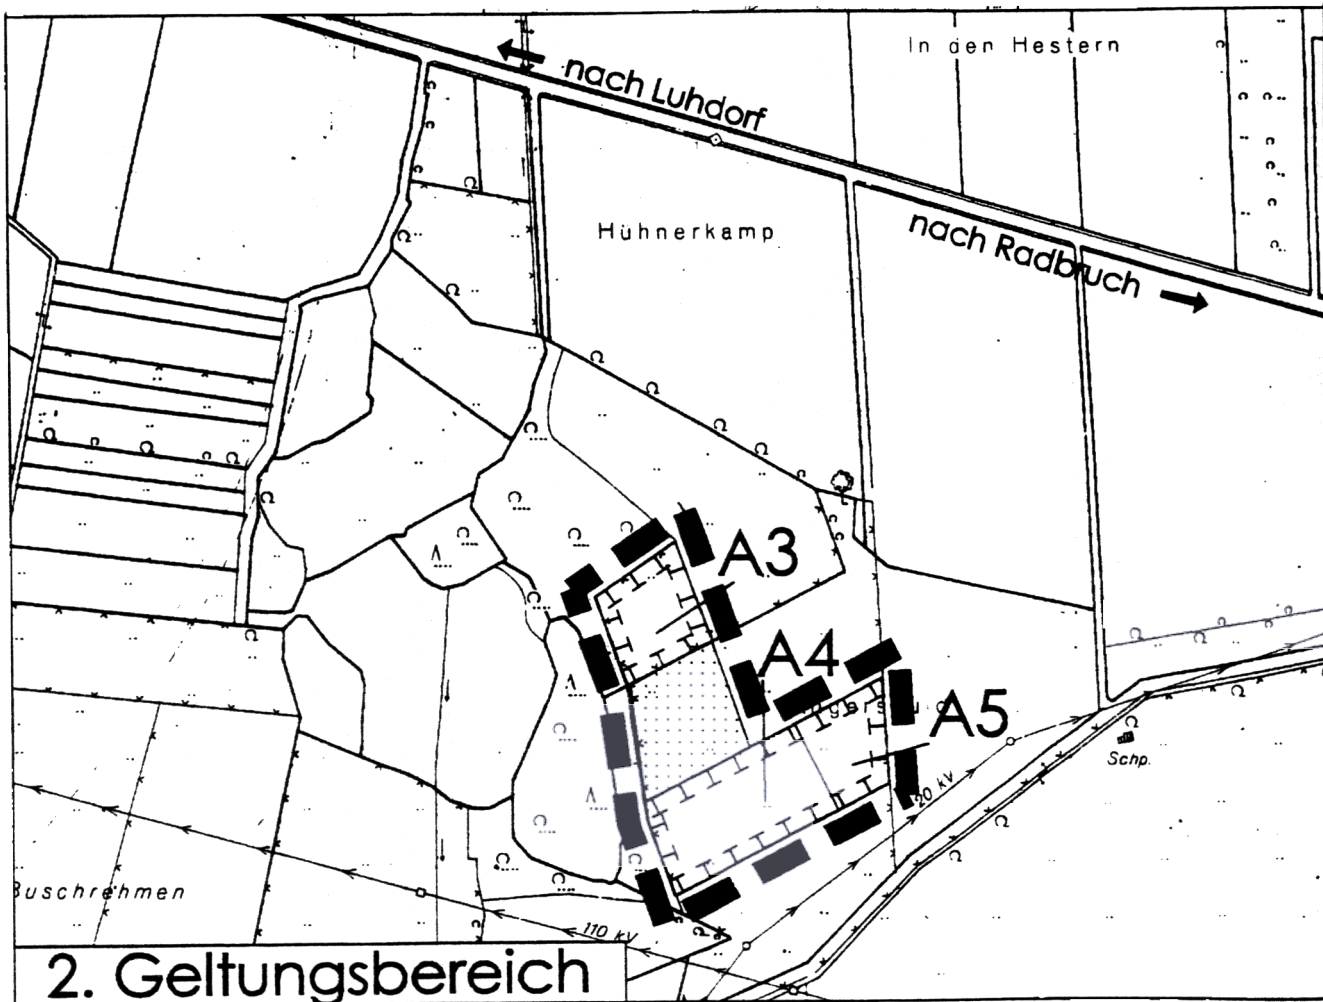 In den Hestern
nach Luhdorf
Hühnerkamp
nach Radbruch
A3
A4
A5
Schp.
20 kV
Buschrehmen
110 kV
2. Geltungsbereich